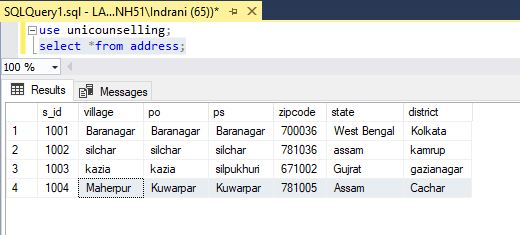 SQLQuery1.sql - LA...NH51\Indrani (65))*
use unicounselling;
select *from address;
100 %
Results Messages
s_id village po ps zipcode state district
1 1001 Baranagar Baranagar Baranagar 700036 West Bengal Kolkata
2 1002 silchar silchar silchar 781036 assam kamrup
3 1003 kazia kazia silpukhuri 671002 Gujrat gazianagar
4 1004 Maherpur Kuwarpar Kuwarpar 781005 Assam Cachar